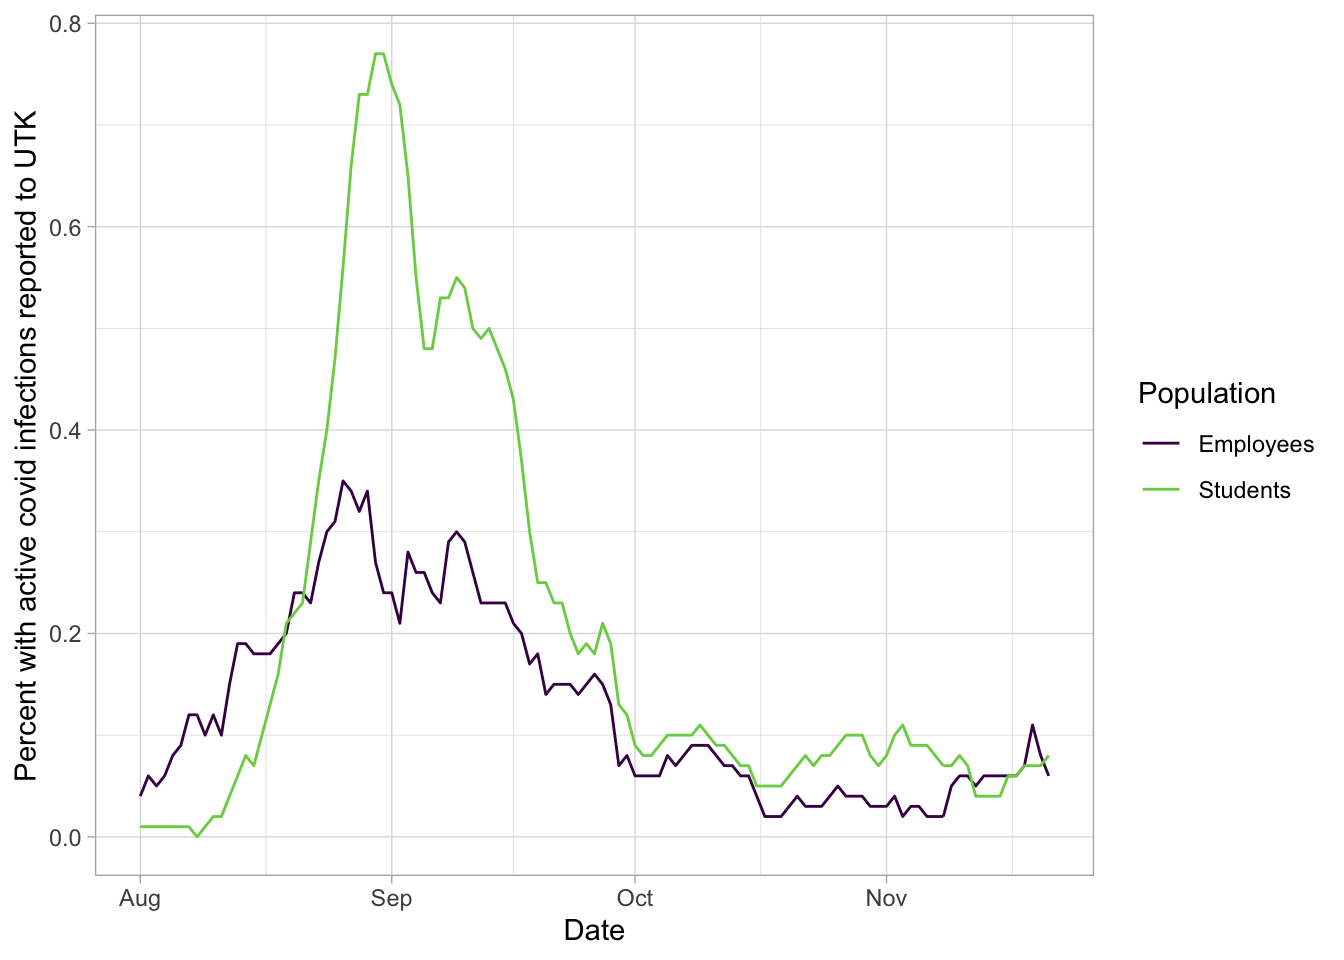 Percent with active covid infections reported to UTK
0.8
0.6
0.4
0.2
0.0
Aug Sep Oct Nov
Date
Population
Employees
Students